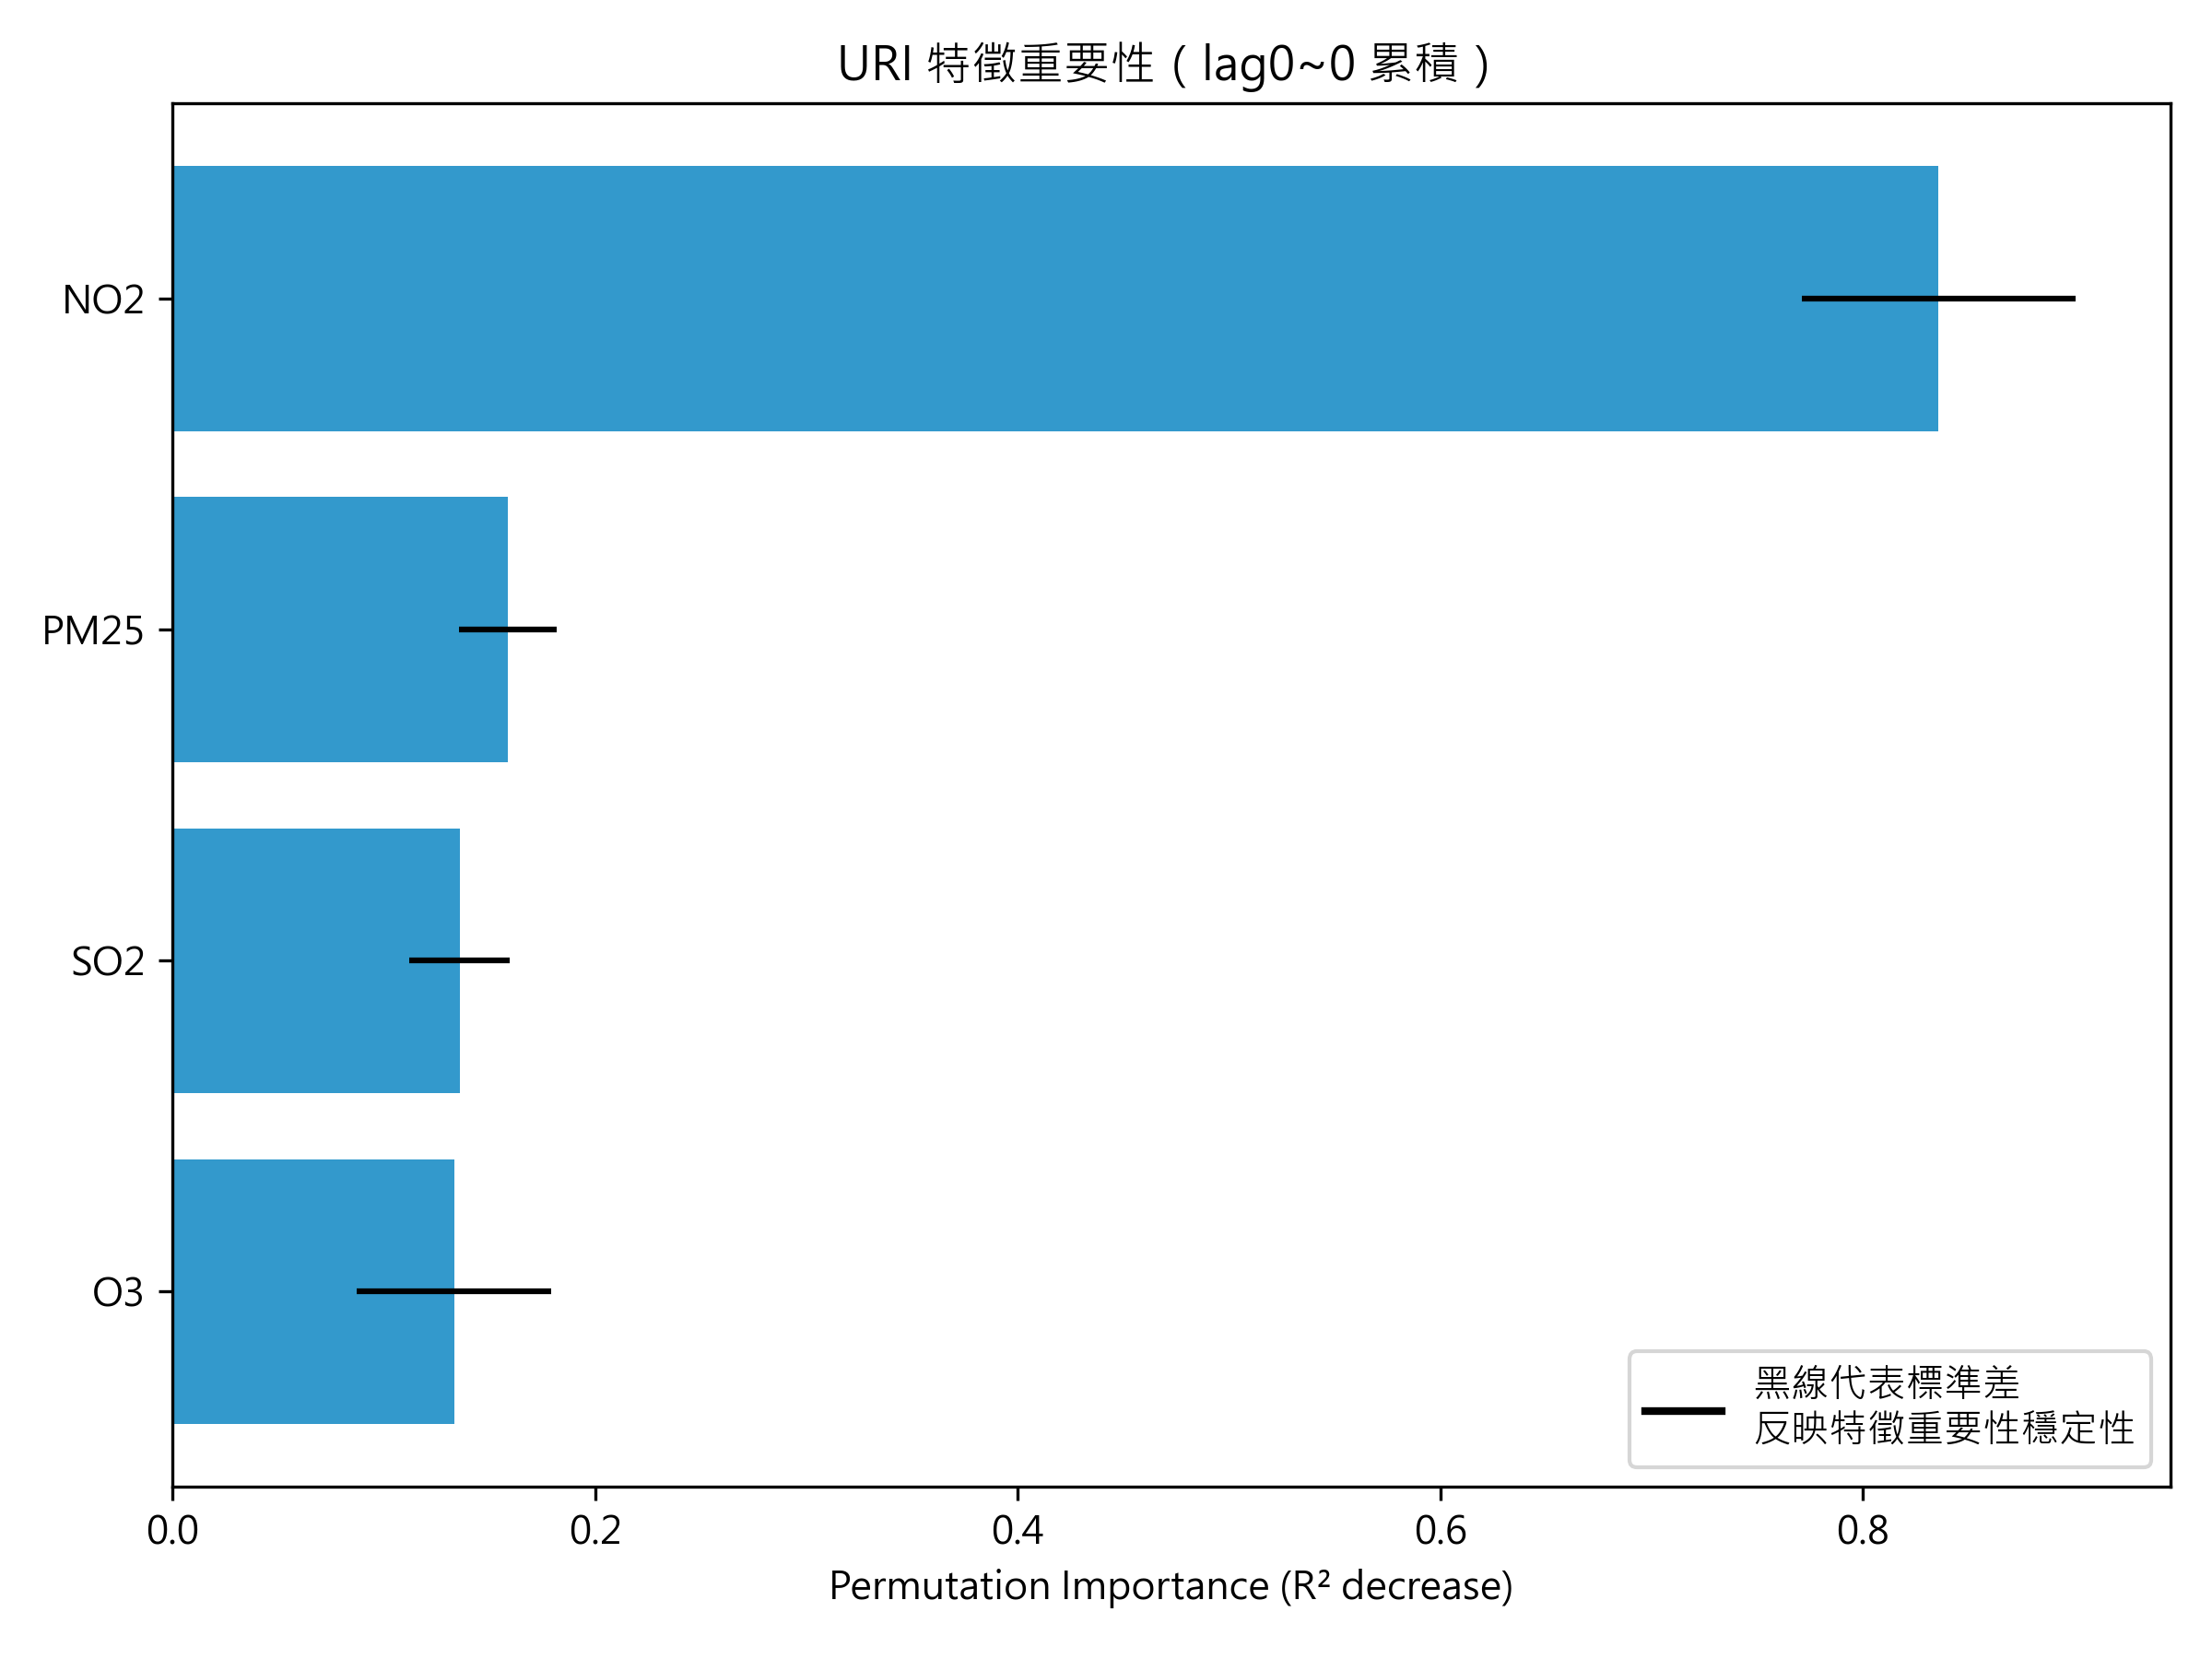 URI 特徵重要性（lag0~0 累積）
NO2
PM25
SO2
O3
黑線代表標準差
反映特徵重要性穩定性
0.0 0.2 0.4 0.6 0.8
Permutation Importance (R² decrease)